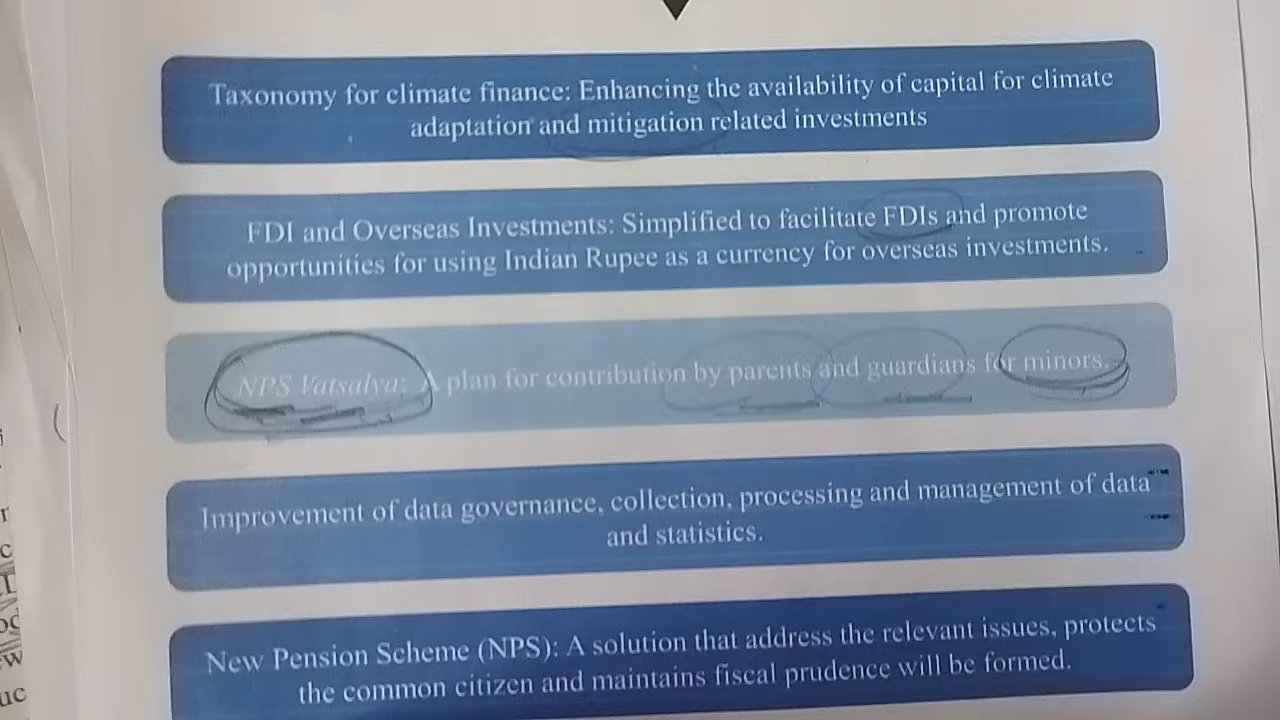 Taxonomy for climate finance: Enhancing the availability of capital for climate
adaptation and mitigation related investments
FDI and Overseas Investments: Simplified to facilitate FDIs and promote
opportunities for using Indian Rupee as a currency for overseas investments.
NPS Vatsalya: A plan for contribution by parents and guardians for minors.
Improvement of data governance, collection, processing and management of data
and statistics.
New Pension Scheme (NPS): A solution that address the relevant issues, protects
the common citizen and maintains fiscal prudence will be formed.